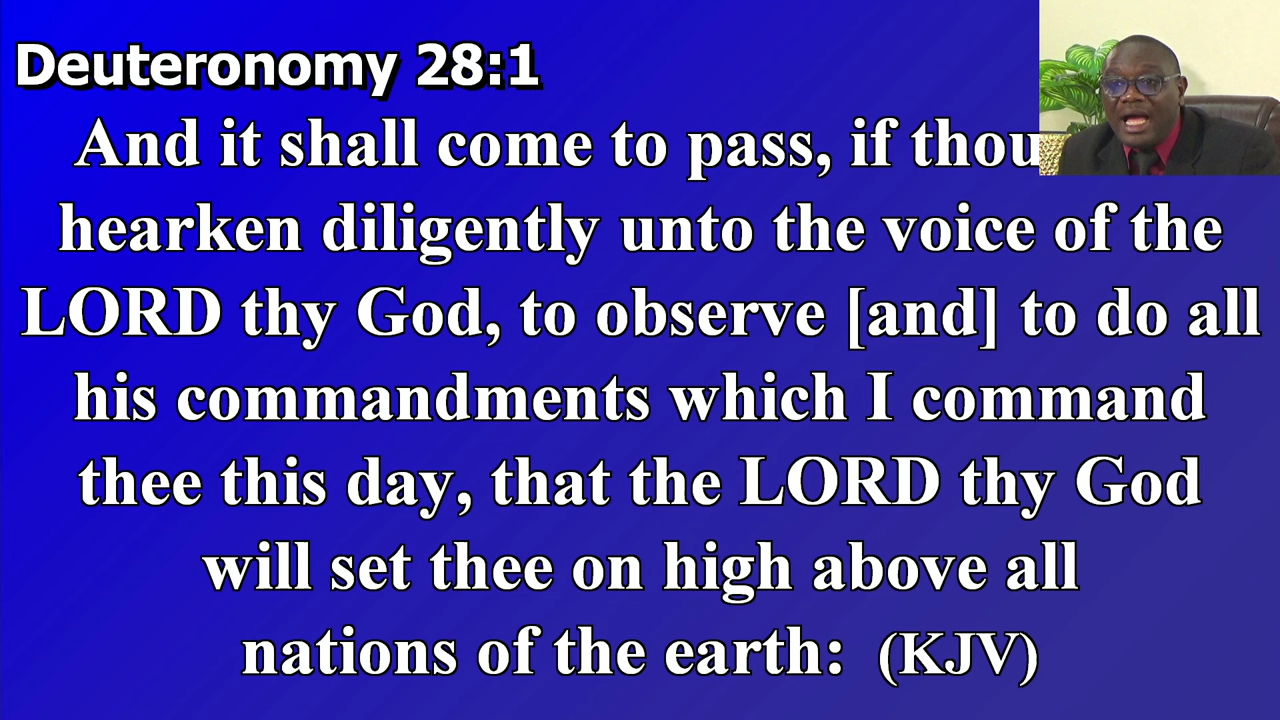 Deuteronomy 28:1
And it shall come to pass, if thou
hearken diligently unto the voice of the
LORD thy God, to observe [and] to do all
his commandments which I command
thee this day, that the LORD thy God
will set thee on high above all
nations of the earth: (KJV)